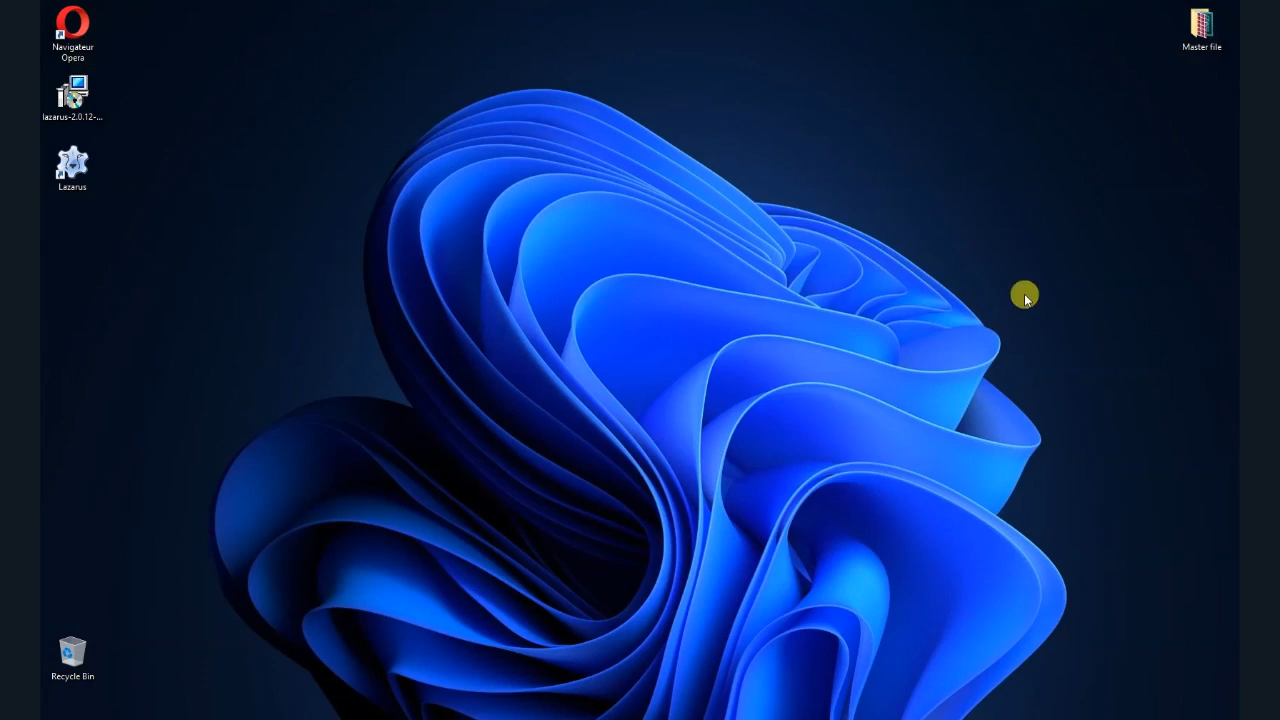 Navigateur
Opera
Master file
lazarus-2.0.12-...
Lazarus
Recycle Bin